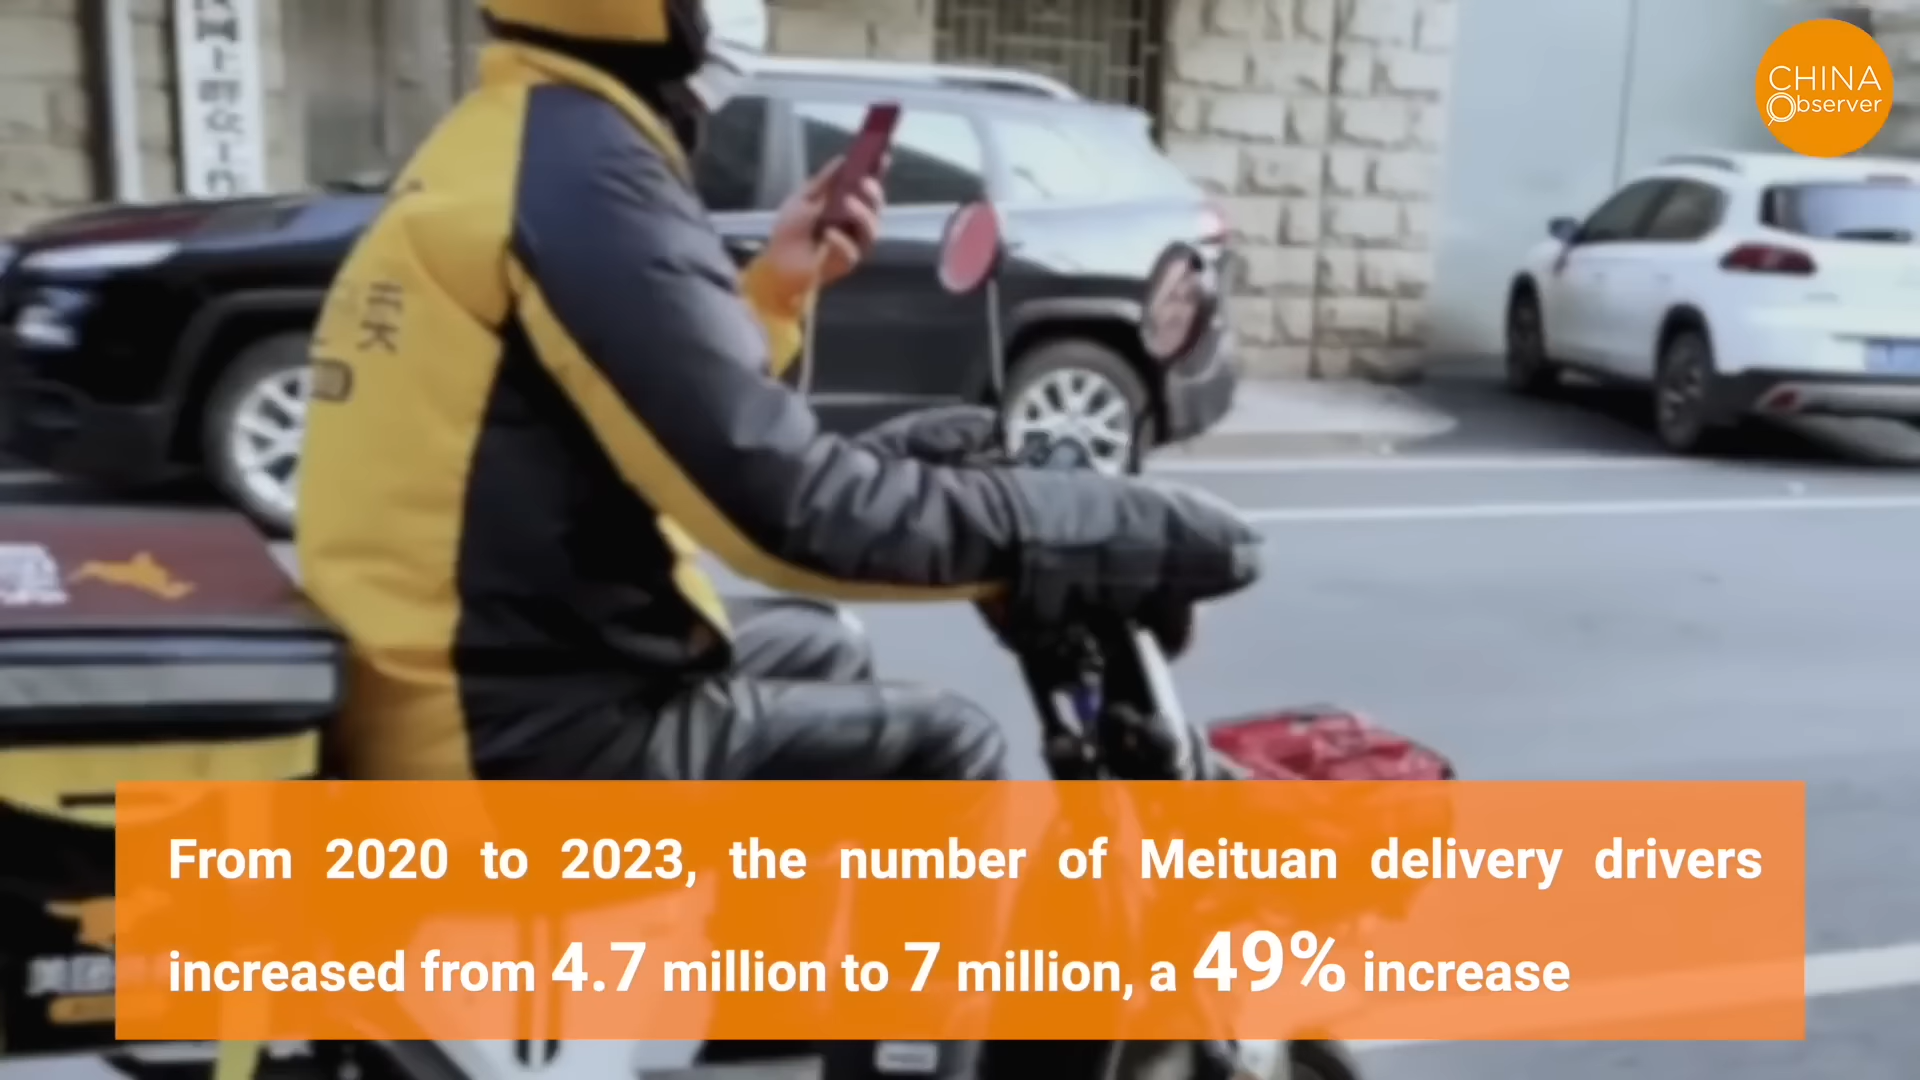 CHINA
Observer
From 2020 to 2023, the number of Meituan delivery drivers
increased from 4.7 million to 7 million, a 49% increase